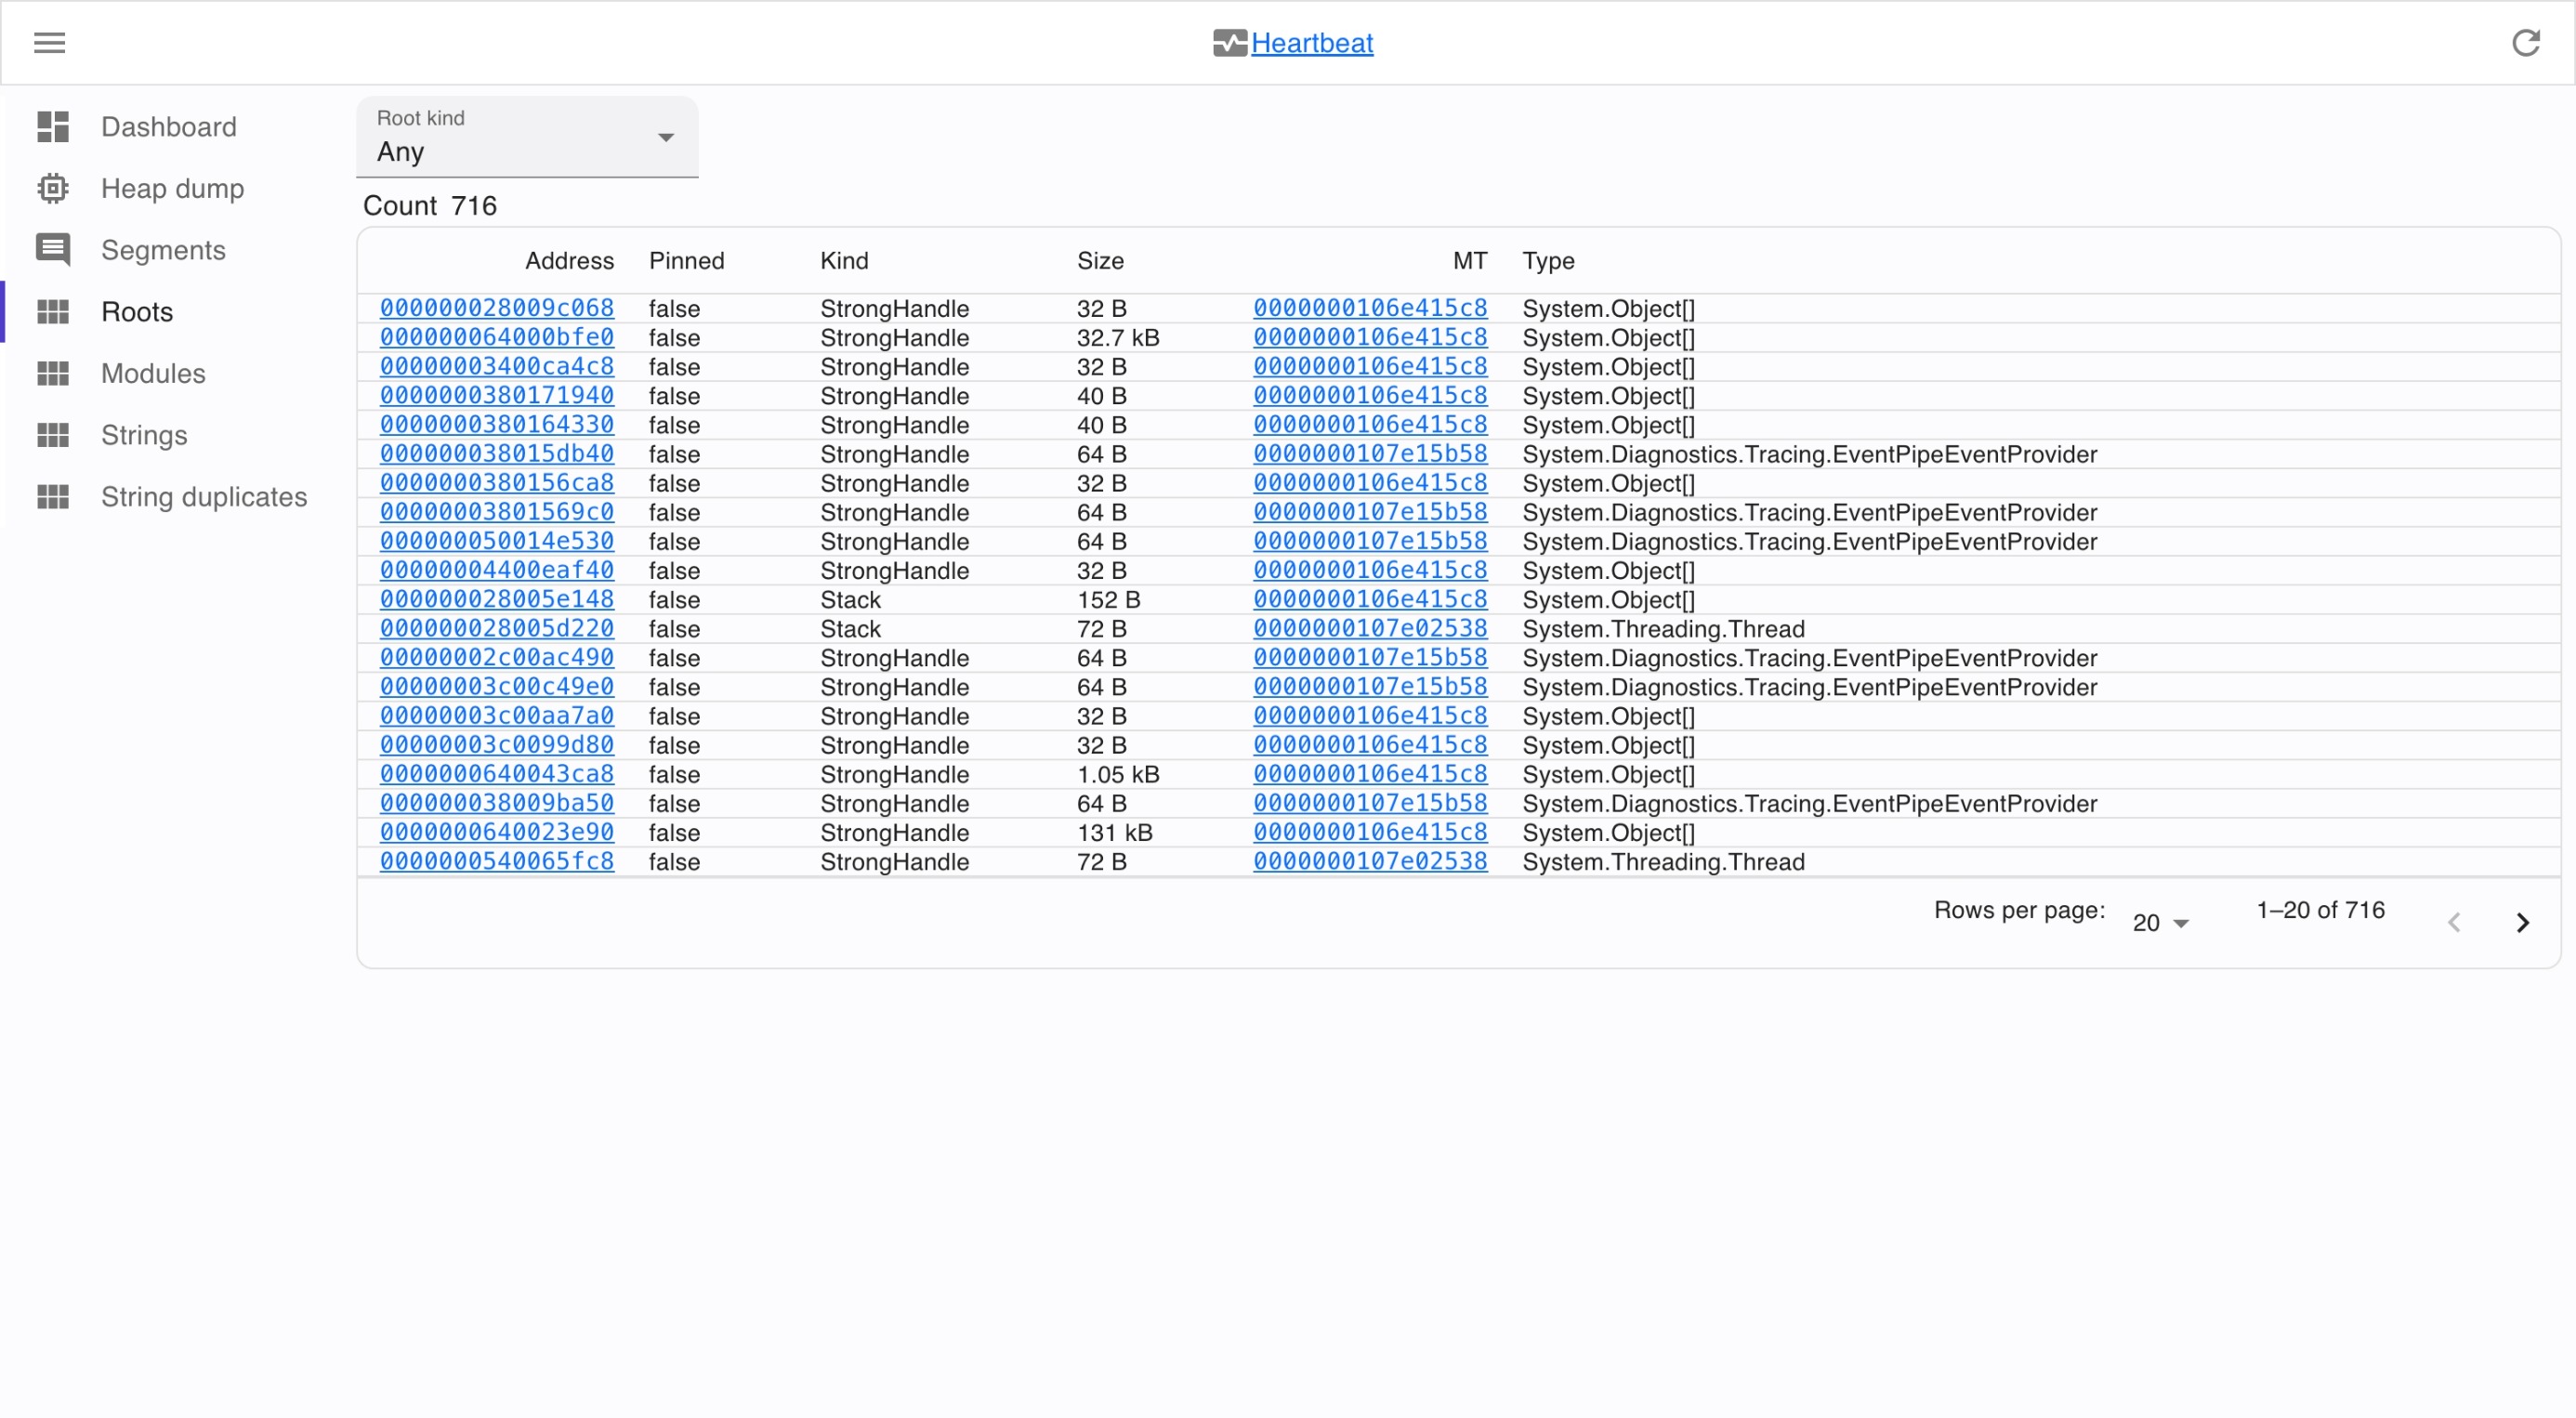 Heartbeat
Dashboard
Heap dump
Segments
Roots
Modules
Strings
String duplicates
Root kind
Any
Count 716
Address Pinned Kind Size MT Type
000000028009c068 false StrongHandle 32 B 0000000106e415c8 System.Object[]
000000064000bfe0 false StrongHandle 32.7 kB 0000000106e415c8 System.Object[]
00000003400ca4c8 false StrongHandle 32 B 0000000106e415c8 System.Object[]
0000000380171940 false StrongHandle 40 B 0000000106e415c8 System.Object[]
0000000380164330 false StrongHandle 40 B 0000000106e415c8 System.Object[]
000000038015db40 false StrongHandle 64 B 0000000107e15b58 System.Diagnostics.Tracing.EventPipeEventProvider
0000000380156ca8 false StrongHandle 32 B 0000000106e415c8 System.Object[]
00000003801569c0 false StrongHandle 64 B 0000000107e15b58 System.Diagnostics.Tracing.EventPipeEventProvider
000000050014e530 false StrongHandle 64 B 0000000107e15b58 System.Diagnostics.Tracing.EventPipeEventProvider
00000004400eaf40 false StrongHandle 32 B 0000000106e415c8 System.Object[]
000000028005e148 false Stack 152 B 0000000106e415c8 System.Object[]
000000028005d220 false Stack 72 B 0000000107e02538 System.Threading.Thread
00000002c00ac490 false StrongHandle 64 B 0000000107e15b58 System.Diagnostics.Tracing.EventPipeEventProvider
00000003c00c49e0 false StrongHandle 64 B 0000000107e15b58 System.Diagnostics.Tracing.EventPipeEventProvider
00000003c00aa7a0 false StrongHandle 32 B 0000000106e415c8 System.Object[]
00000003c0099d80 false StrongHandle 32 B 0000000106e415c8 System.Object[]
0000000640043ca8 false StrongHandle 1.05 kB 0000000106e415c8 System.Object[]
000000038009ba50 false StrongHandle 64 B 0000000107e15b58 System.Diagnostics.Tracing.EventPipeEventProvider
0000000640023e90 false StrongHandle 131 kB 0000000106e415c8 System.Object[]
0000000540065fc8 false StrongHandle 72 B 0000000107e02538 System.Threading.Thread
Rows per page: 20 1–20 of 716